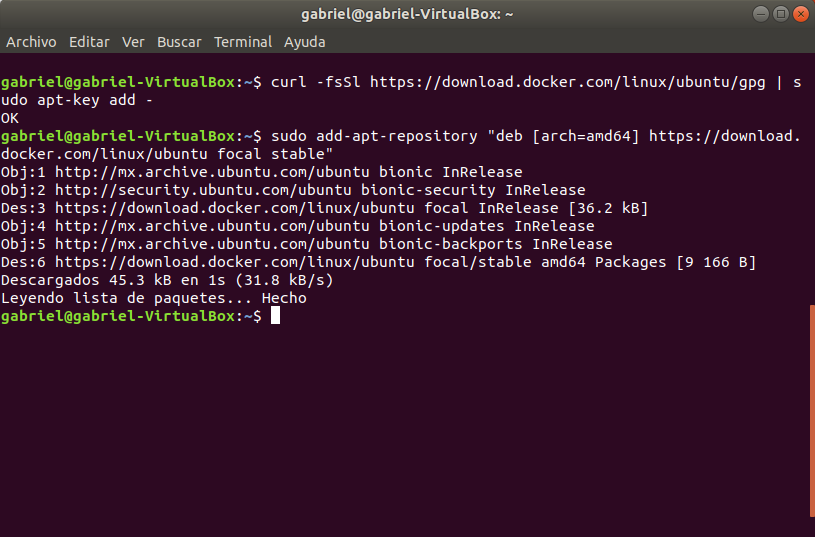 gabriel@gabriel-VirtualBox: ~
Archivo Editar Ver Buscar Terminal Ayuda
gabriel@gabriel-VirtualBox:~$ curl -fsSl https://download.docker.com/linux/ubuntu/gpg | s
udo apt-key add -
OK
gabriel@gabriel-VirtualBox:~$ sudo add-apt-repository "deb [arch=amd64] https://download.
docker.com/linux/ubuntu focal stable"
Obj:1 http://mx.archive.ubuntu.com/ubuntu bionic InRelease
Obj:2 http://security.ubuntu.com/ubuntu bionic-security InRelease
Des:3 https://download.docker.com/linux/ubuntu focal InRelease [36.2 kB]
Obj:4 http://mx.archive.ubuntu.com/ubuntu bionic-updates InRelease
Obj:5 http://mx.archive.ubuntu.com/ubuntu bionic-backports InRelease
Des:6 https://download.docker.com/linux/ubuntu focal/stable amd64 Packages [9 166 B]
Descargados 45.3 kB en 1s (31.8 kB/s)
Leyendo lista de paquetes... Hecho
gabriel@gabriel-VirtualBox:~$